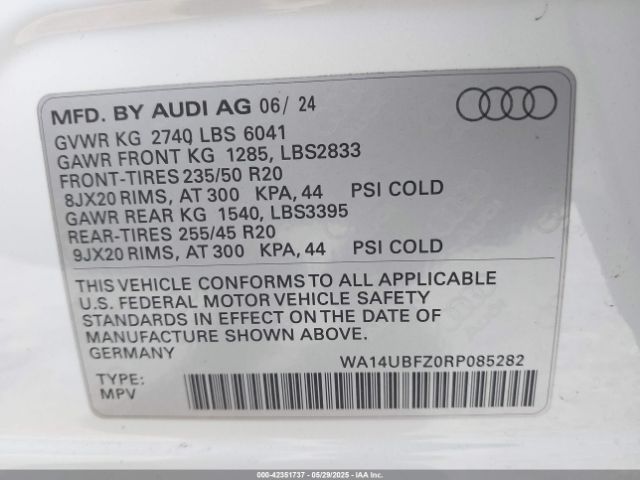 MFD. BY AUDI AG 06/ 24
GVWR KG 2740 LBS 6041
GAWR FRONT KG 1285, LBS2833
FRONT-TIRES 235/50 R20
8JX20 RIMS, AT 300 KPA, 44 PSI COLD
GAWR REAR KG 1540, LBS3395
REAR-TIRES 255/45 R20
9JX20 RIMS, AT 300 KPA, 44 PSI COLD
THIS VEHICLE CONFORMS TO ALL APPLICABLE
U.S. FEDERAL MOTOR VEHICLE SAFETY
STANDARDS IN EFFECT ON THE DATE OF
MANUFACTURE SHOWN ABOVE.
GERMANY
WA14UBFZ0RP085282
TYPE:
MPV
000-42351737 - 05/29/2025 - IAAI.COM